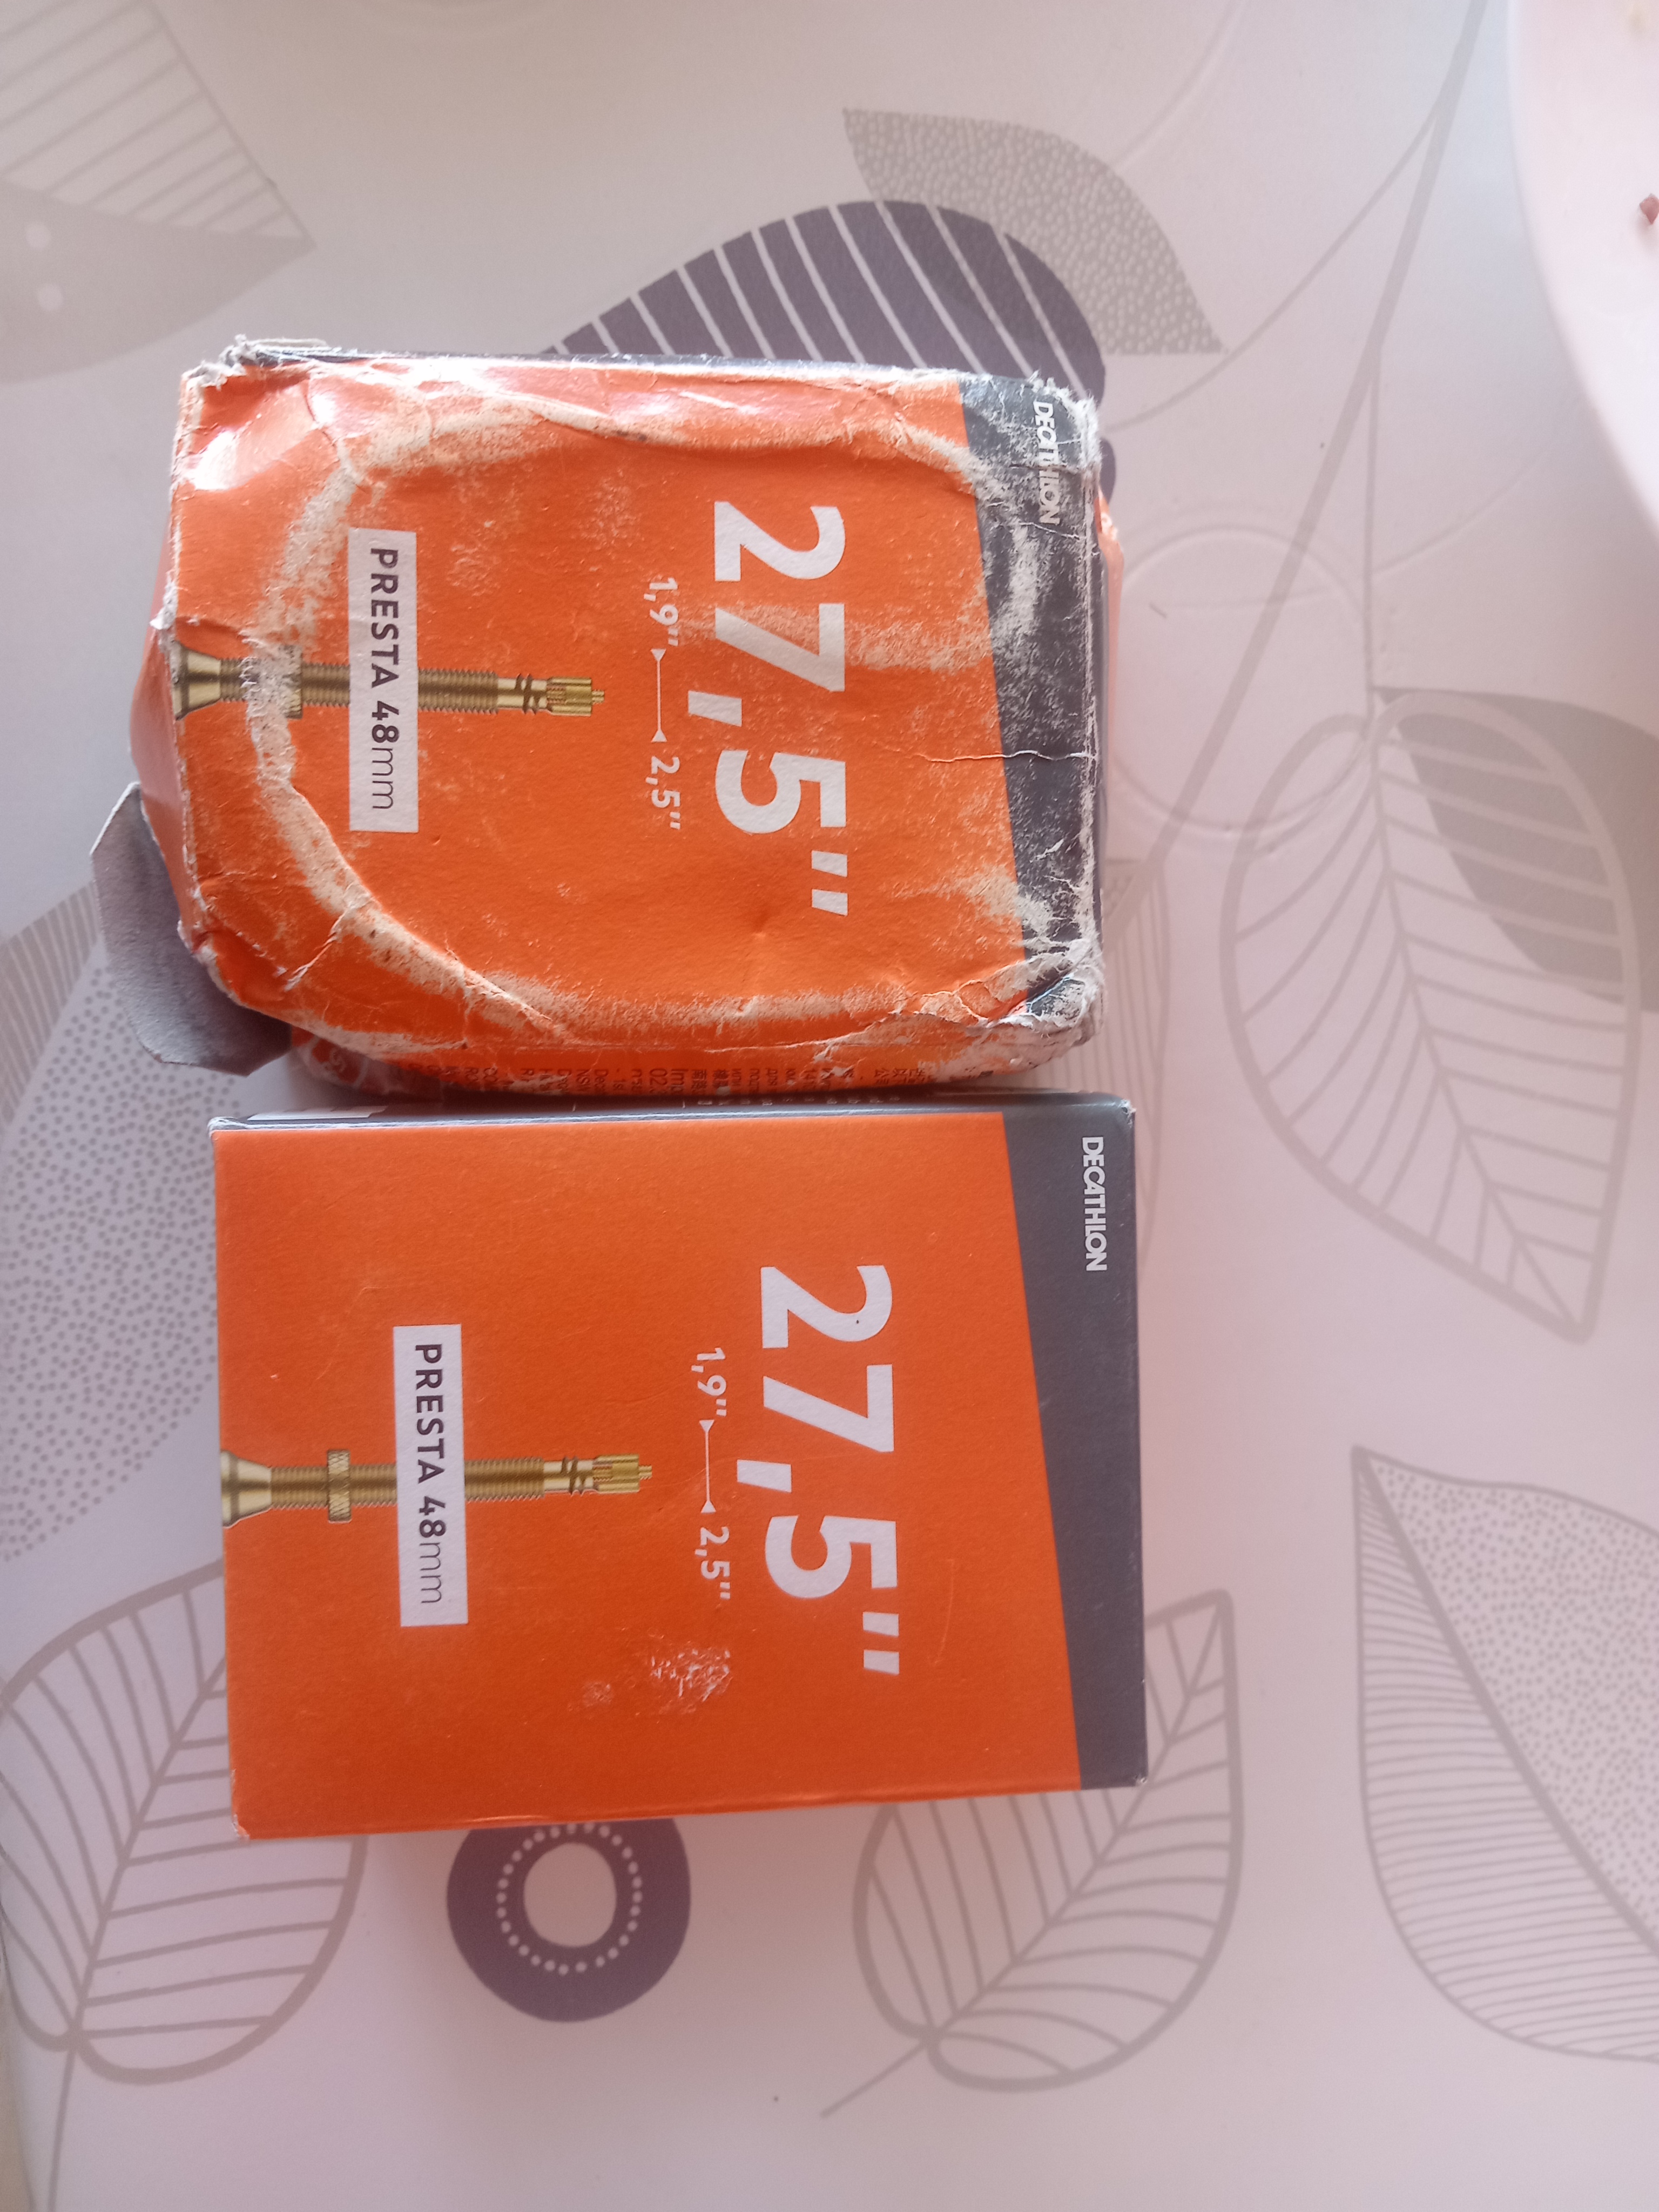 DECATHLON
27,5"
1,9" 2,5"
PRESTA 48mm
DECATHLON
27,5"
1,9" 2,5"
PRESTA 48mm